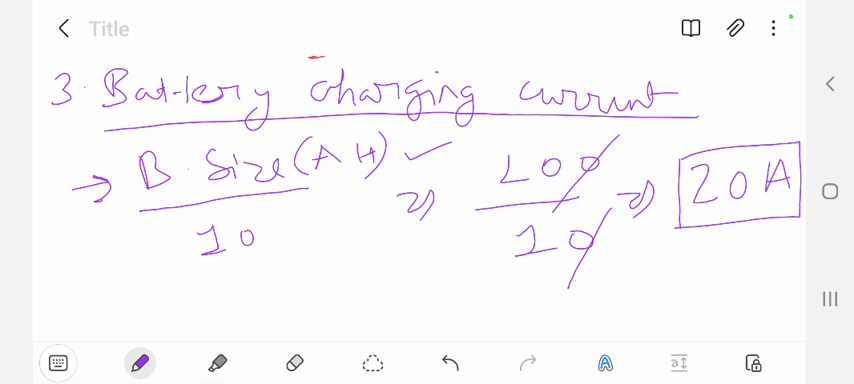 Title
3. Battery charging current
→ B. Size (AH) ✓ ⇒ 200 ⇒ 20A
10 10